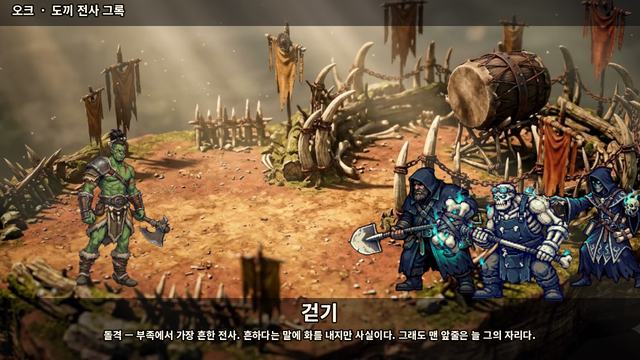 오크 · 도끼 전사 그록
걷기
돌격 — 부족에서 가장 흔한 전사. 흔하다는 말에 화를 내지만 사실이다. 그래도 맨 앞줄은 늘 그의 자리다.